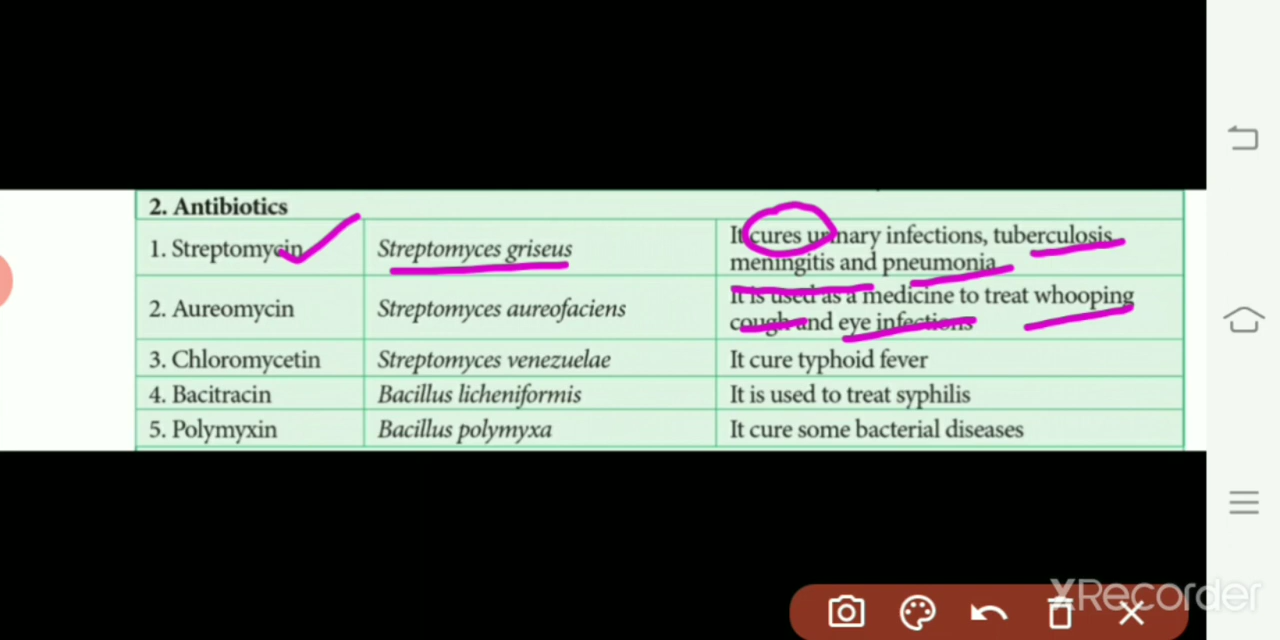 2. Antibiotics
1. Streptomycin
Streptomyces griseus
It cures urinary infections, tuberculosis
meningitis and pneumonia
2. Aureomycin
Streptomyces aureofaciens
It is used as a medicine to treat whooping
cough and eye infections
3. Chloromycetin
Streptomyces venezuelae
It cure typhoid fever
4. Bacitracin
Bacillus licheniformis
It is used to treat syphilis
5. Polymyxin
Bacillus polymyxa
It cure some bacterial diseases
XRecorder